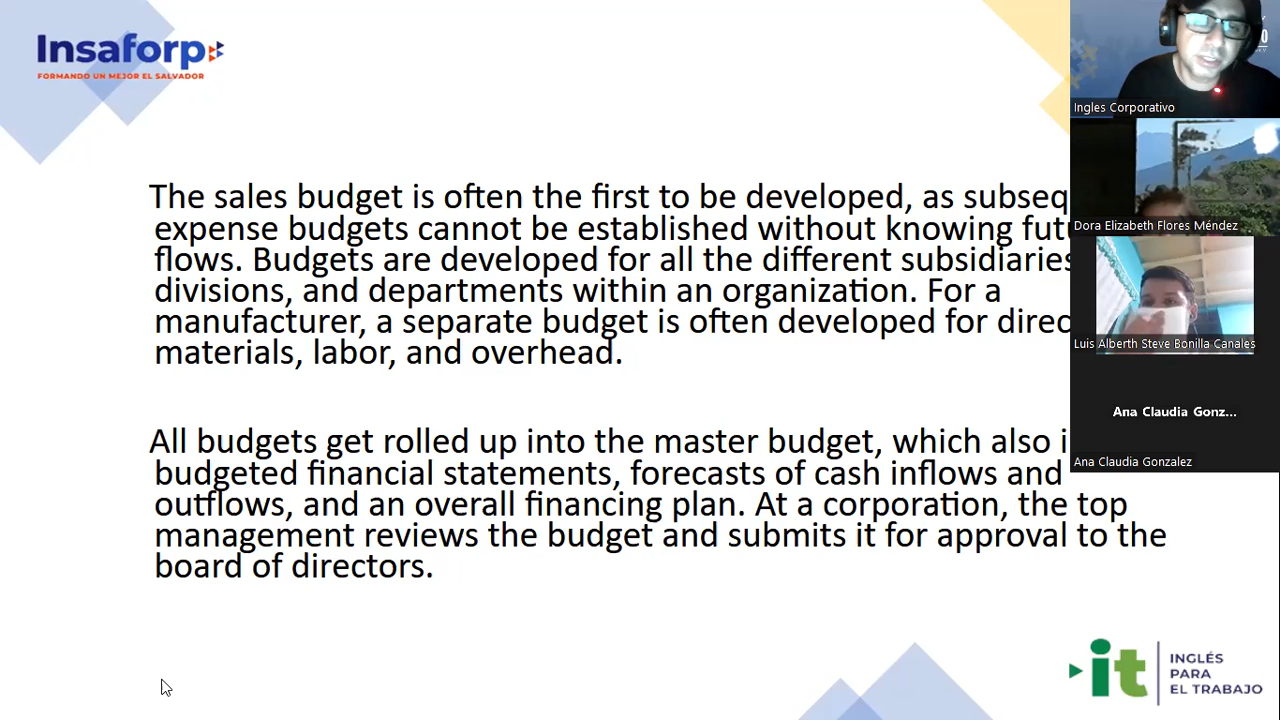 Insaforp
FORMANDO UN MEJOR EL SALVADOR
The sales budget is often the first to be developed, as
expense budgets cannot be established without knowing
flows. Budgets are developed for all the different subsidiaries
divisions, and departments within an organization. For a
manufacturer, a separate budget is often developed for
materials, labor, and overhead.
All budgets get rolled up into the master budget, which also
budgeted financial statements, forecasts of cash inflows and
outflows, and an overall financing plan. At a corporation, the top
management reviews the budget and submits it for approval to the
board of directors.
Ingles Corporativo
Dora Elizabeth Flores Méndez
Luis Alberth Steve Bonilla Canales
Ana Claudia Gonz...
Ana Claudia Gonzalez
it
INGLÉS
PARA
EL TRABAJO